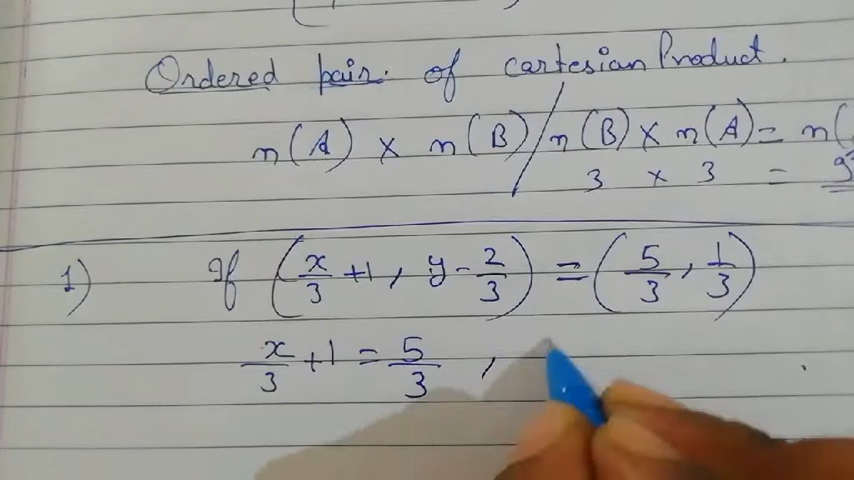 Ordered pair. of cartesian Product.
n(A) × n(B) / n(B) × n(A) = n(
3 × 3 = 9
1) If (x/3 + 1, y - 2/3) = (5/3, 1/3)
x/3 + 1 = 5/3 ,